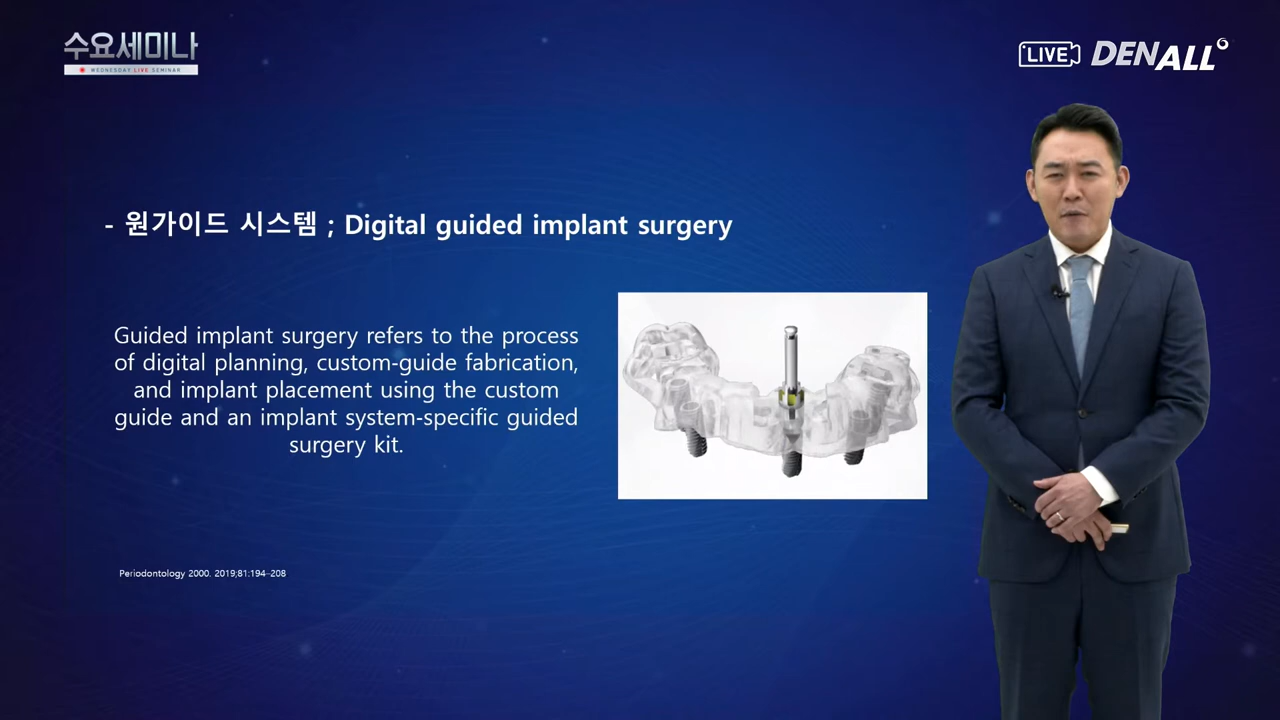 수요세미나
WEDNESDAY LIVE SEMINAR
LIVE
DENALL
- 원가이드 시스템 ; Digital guided implant surgery
Guided implant surgery refers to the process
of digital planning, custom-guide fabrication,
and implant placement using the custom
guide and an implant system-specific guided
surgery kit.
Periodontology 2000. 2019;81:194–208